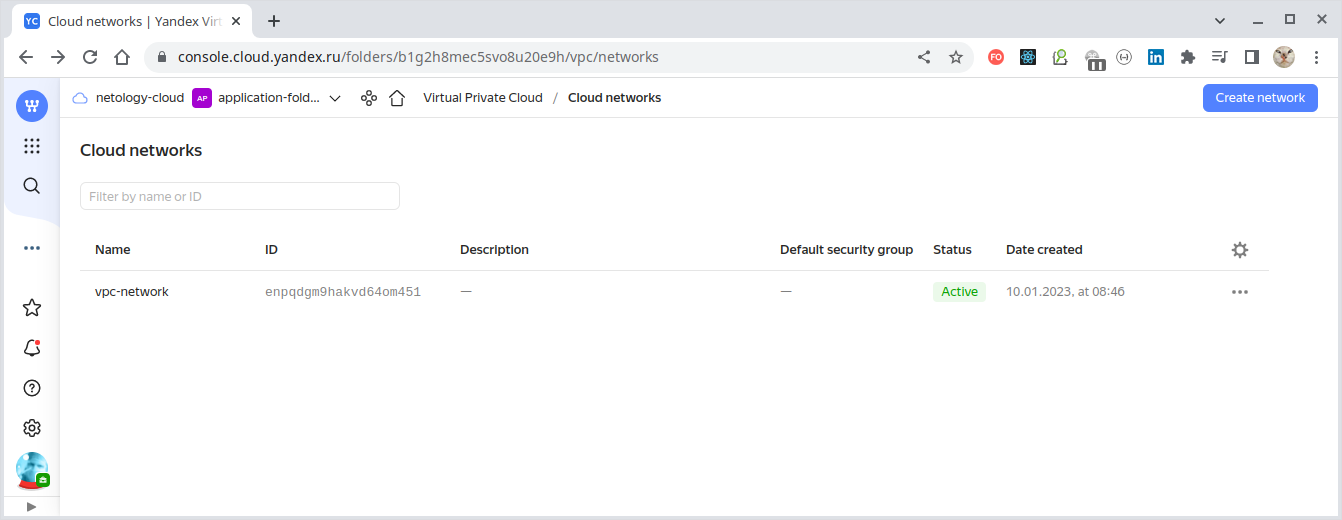 YC Cloud networks | Yandex Virt
console.cloud.yandex.ru/folders/b1g2h8mec5svo8u20e9h/vpc/networks
FO
in
netology-cloud AP application-fold... Virtual Private Cloud / Cloud networks Create network
Cloud networks
Filter by name or ID
Name ID Description Default security group Status Date created
vpc-network enpqdgm9hakvd64om451 — — Active 10.01.2023, at 08:46